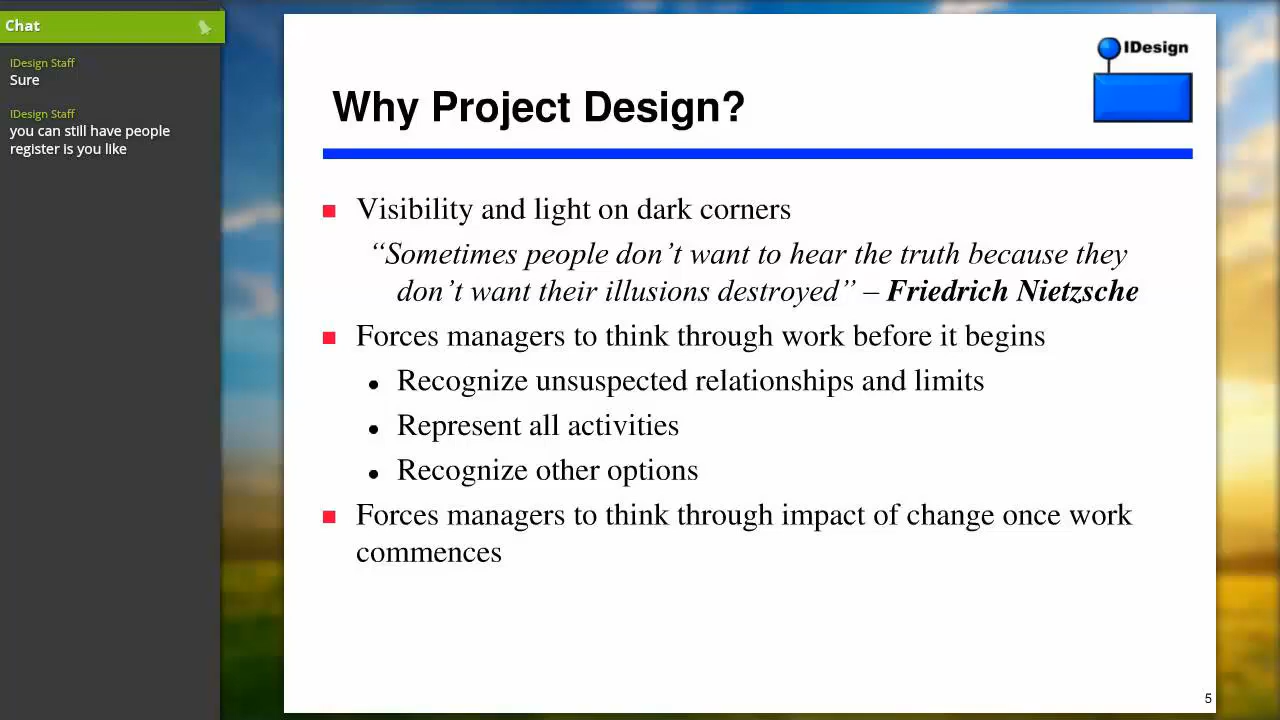 Chat
IDesign Staff
Sure
IDesign Staff
you can still have people
register is you like
IDesign
Why Project Design?
Visibility and light on dark corners
“Sometimes people don’t want to hear the truth because they
don’t want their illusions destroyed” – Friedrich Nietzsche
Forces managers to think through work before it begins
Recognize unsuspected relationships and limits
Represent all activities
Recognize other options
Forces managers to think through impact of change once work
commences
5